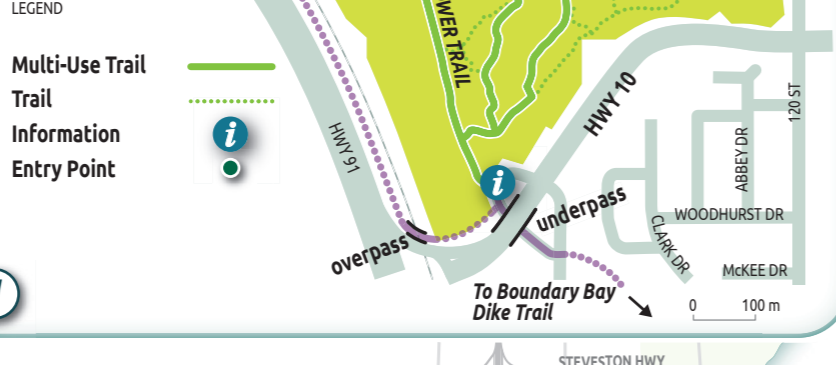 LEGEND
Multi-Use Trail
Trail
Information
i
Entry Point
WER TRAIL
HWY 10
HWY 91
120 ST
ABBEY DR
i
underpass
overpass
WOODHURST DR
CLARK DR
McKEE DR
To Boundary Bay
Dike Trail
0 100 m
STEVESTON HWY